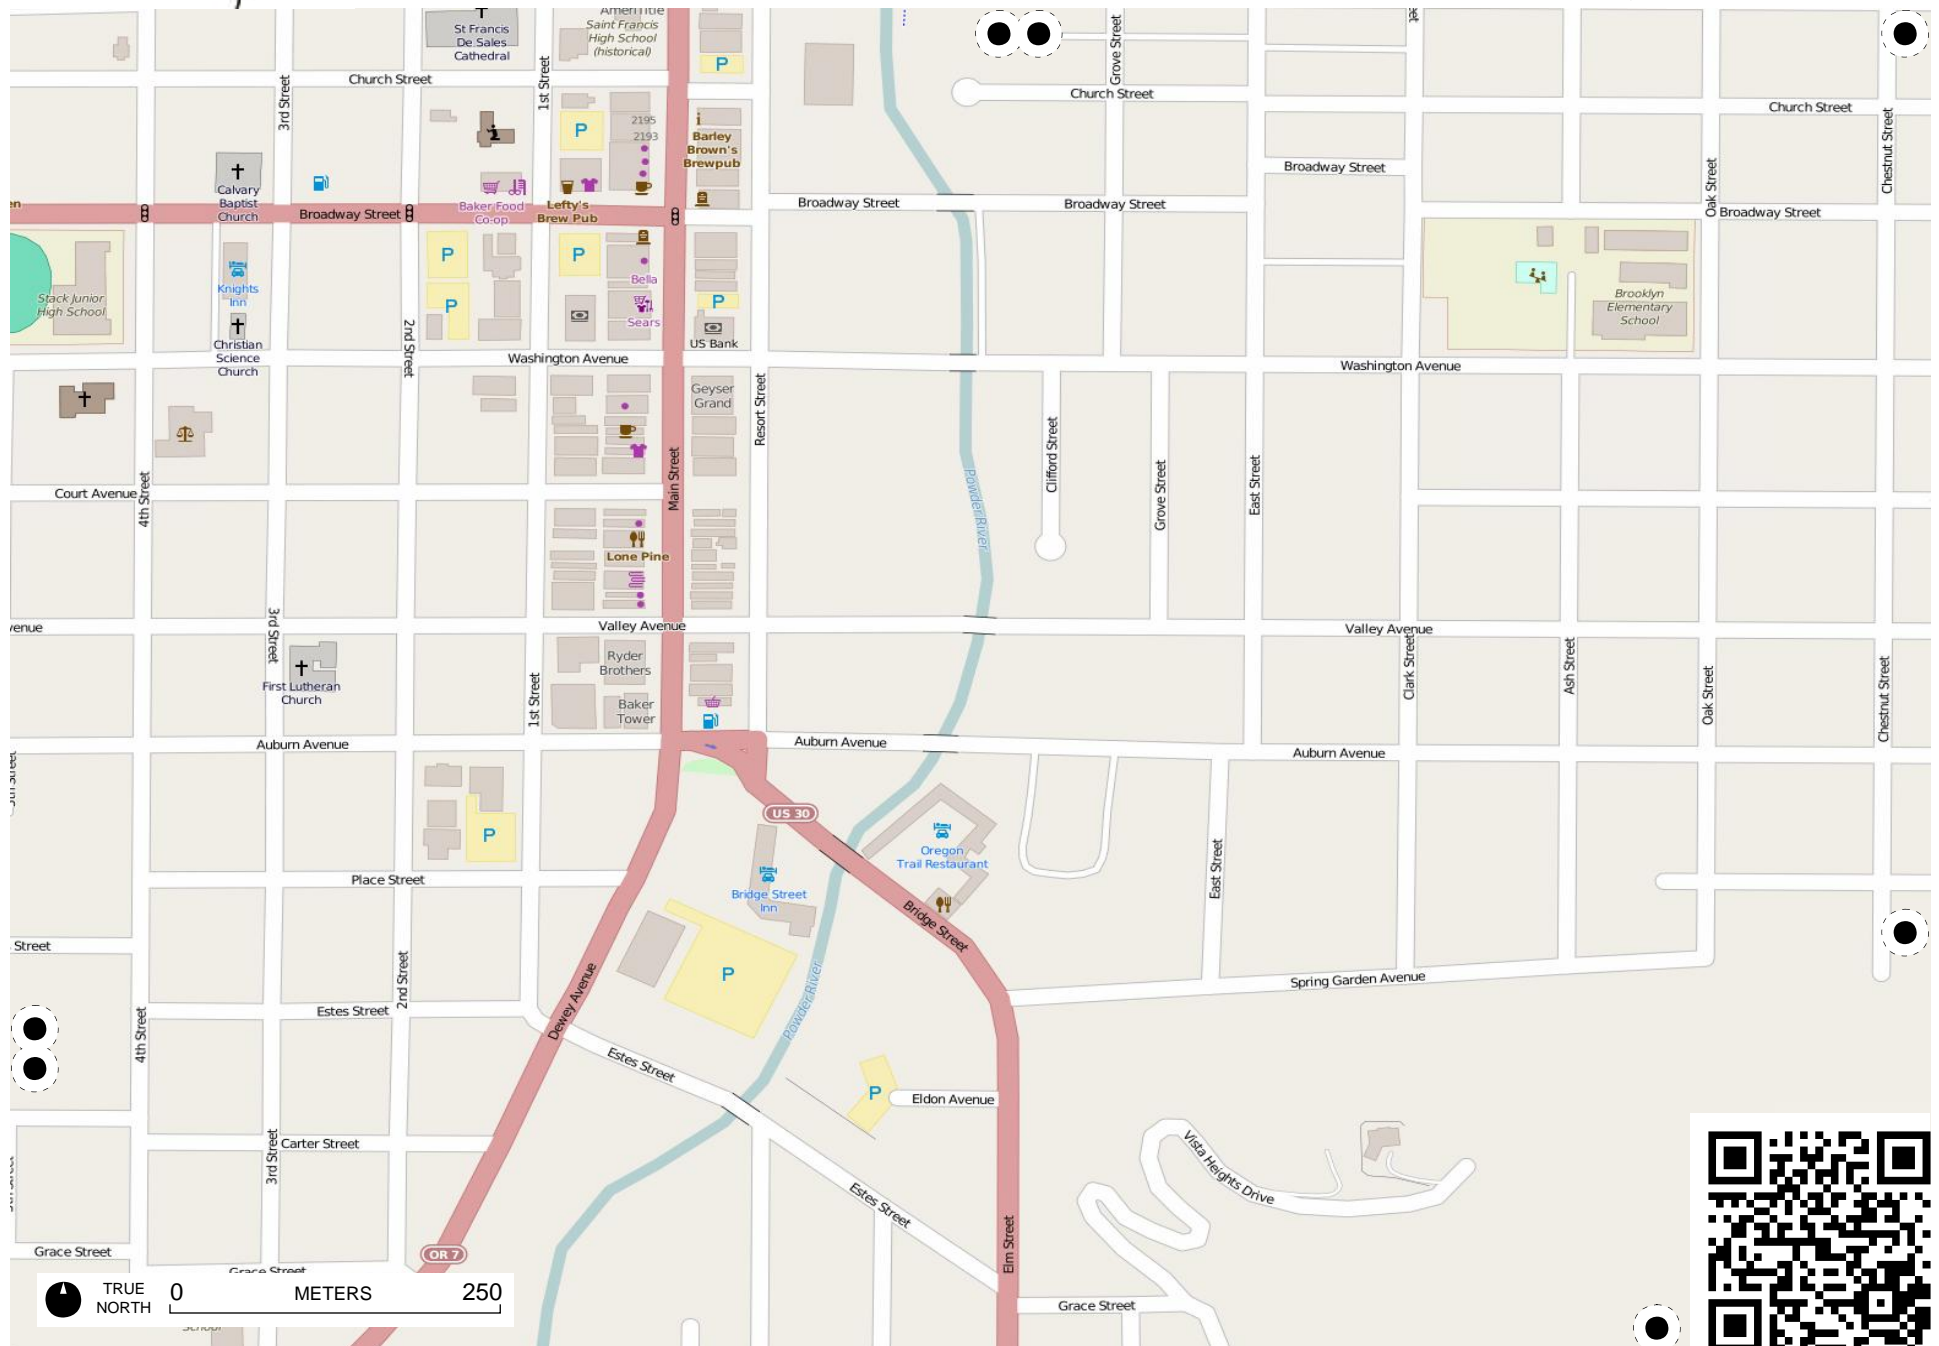 AmeriTitle
St Francis
De Sales
Cathedral
Saint Francis
High School
(historical)
P
Church Street
3rd Street
1st Street
Grove Street
Church Street
Church Street
Chestnut Street
P
2195
2193
i
Barley
Brown's
Brewpub
Broadway Street
Oak Street
Calvary
Baptist
Church
Broadway Street
Baker Food
Co-op
Lefty's
Brew Pub
Broadway Street
Broadway Street
Broadway Street
en
P
P
Bella
Knights
Inn
Stack Junior
High School
P
P
Sears
US Bank
Brooklyn
Elementary
School
Christian
Science
Church
2nd Street
Washington Avenue
Washington Avenue
Geyser
Grand
Resort Street
Clifford Street
Main Street
Grove Street
East Street
Court Avenue
4th Street
Powder River
Lone Pine
venue
3rd Street
Valley Avenue
Valley Avenue
Ryder
Brothers
Clark Street
Ash Street
Oak Street
Chestnut Street
First Lutheran
Church
1st Street
Baker
Tower
Auburn Avenue
Auburn Avenue
Auburn Avenue
US 30
P
Oregon
Trail Restaurant
East Street
Place Street
Bridge Street
Inn
Bridge Street
Street
2nd Street
P
Powder River
Spring Garden Avenue
Estes Street
Dewey Avenue
4th Street
Estes Street
P
Eldon Avenue
Carter Street
3rd Street
Vista Heights Drive
Estes Street
Elm Street
Grace Street
OR 7
Grace Street
Grace Street
TRUE
NORTH
0 METERS 250
School